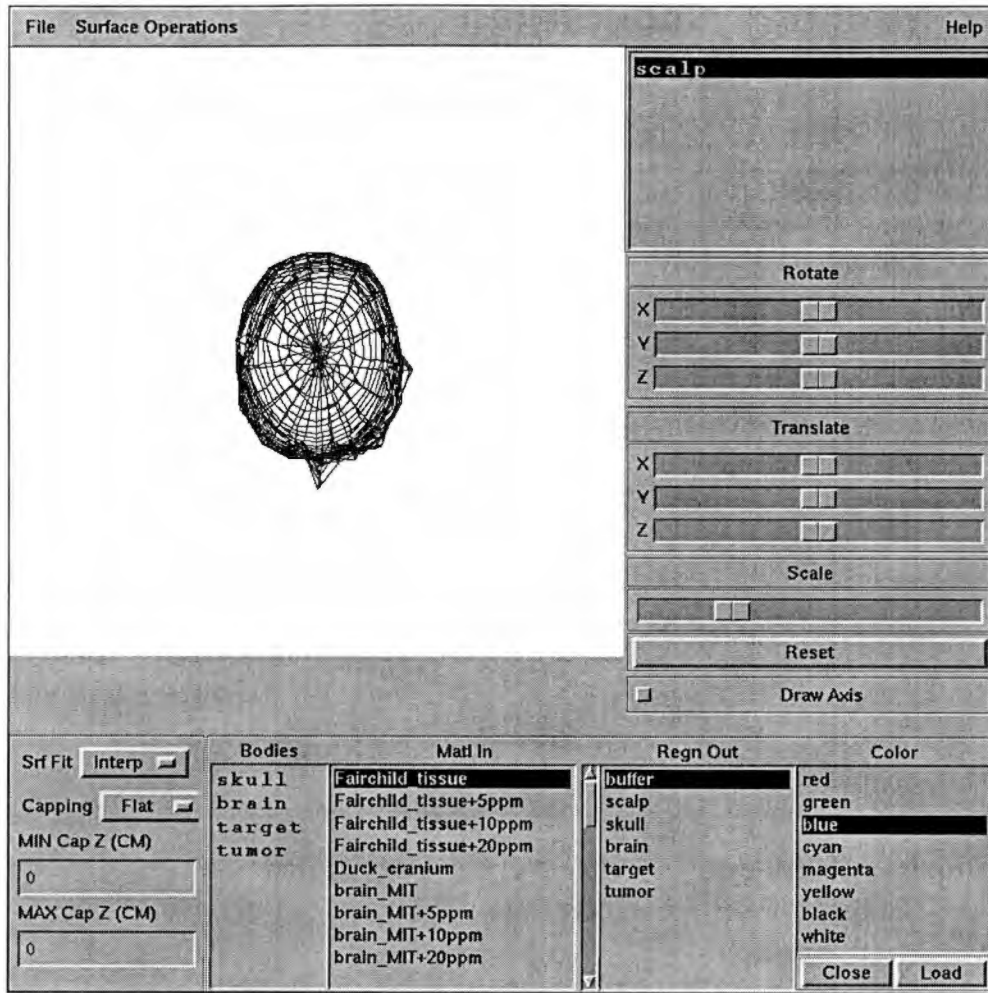 File Surface Operations Help
scalp
Rotate
X
Y
Z
Translate
X
Y
Z
Scale
Reset
Draw Axis
Srf Fit Interp
Capping Flat
MIN Cap Z (CM)
0
MAX Cap Z (CM)
0
Bodies
skull
brain
target
tumor
Matl In
Fairchild_tissue
Fairchild_tissue+5ppm
Fairchild_tissue+10ppm
Fairchild_tissue+20ppm
Duck_cranium
brain_MIT
brain_MIT+5ppm
brain_MIT+10ppm
brain_MIT+20ppm
Regn Out
buffer
scalp
skull
brain
target
tumor
Color
red
green
blue
cyan
magenta
yellow
black
white
Close Load